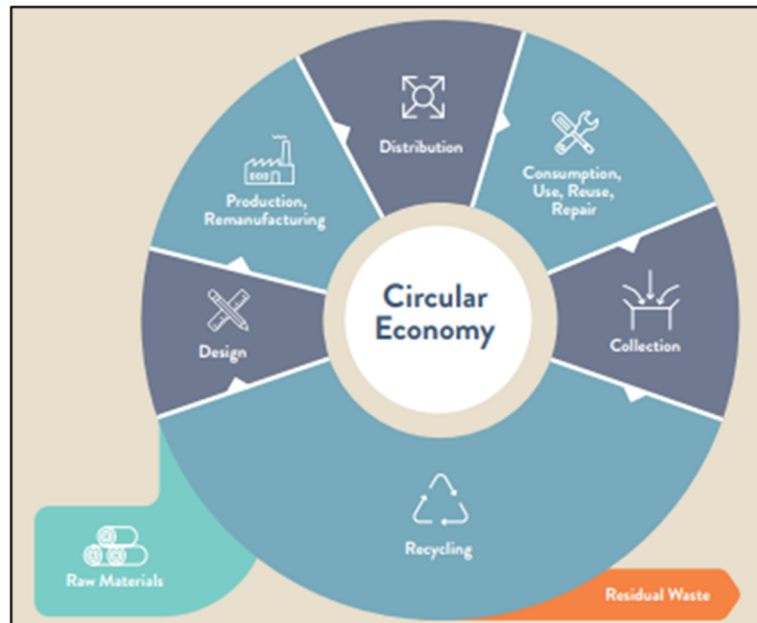 Distribution
Consumption,
Use, Reuse,
Repair
Production,
Remanufacturing
Circular
Economy
Design
Collection
Recycling
Raw Materials
Residual Waste